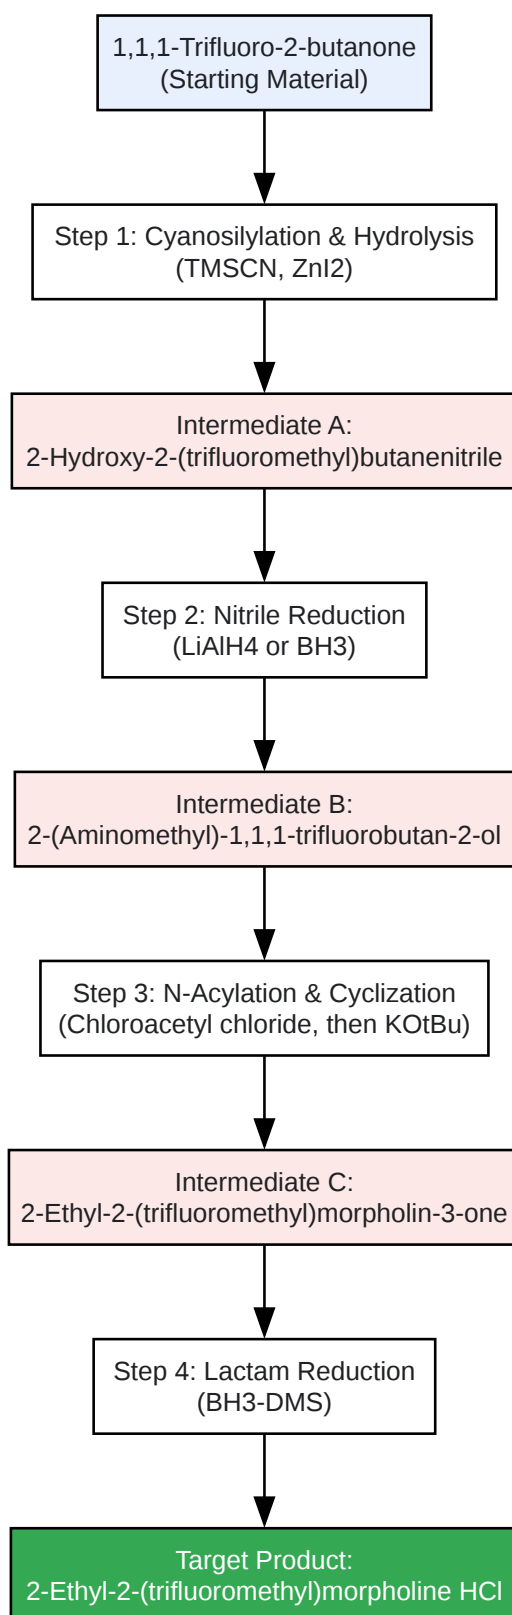 1,1,1-Trifluoro-2-butanone
(Starting Material)
Step 1: Cyanosilylation & Hydrolysis
(TMSCN, ZnI2)
Intermediate A:
2-Hydroxy-2-(trifluoromethyl)butanenitrile
Step 2: Nitrile Reduction
(LiAlH4 or BH3)
Intermediate B:
2-(Aminomethyl)-1,1,1-trifluorobutan-2-ol
Step 3: N-Acylation & Cyclization
(Chloroacetyl chloride, then KOtBu)
Intermediate C:
2-Ethyl-2-(trifluoromethyl)morpholin-3-one
Step 4: Lactam Reduction
(BH3-DMS)
Target Product:
2-Ethyl-2-(trifluoromethyl)morpholine HCl